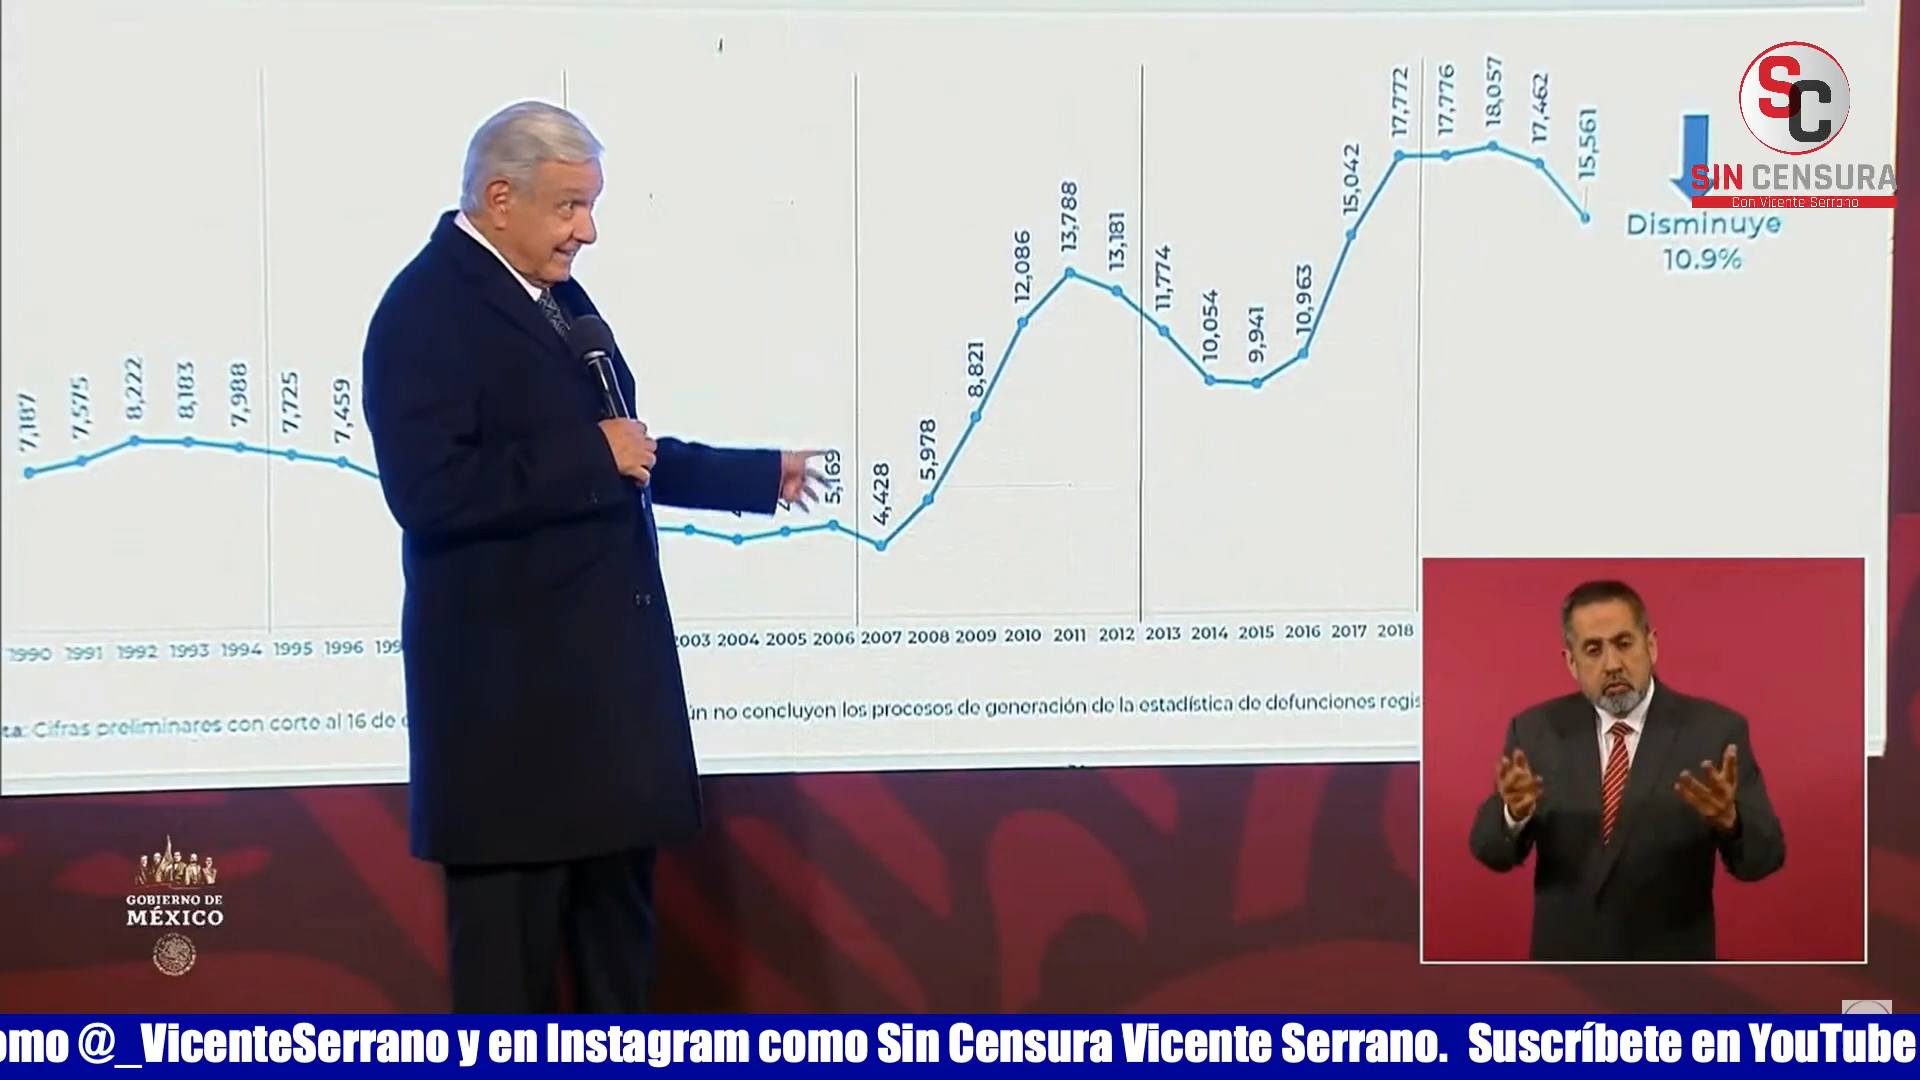 7,187
7,575
8,222
8,183
7,988
7,725
7,459
5,169
4,428
5,978
8,821
12,086
13,788
13,181
11,774
10,054
9,941
10,963
15,042
17,772
17,776
18,057
17,462
15,561
SC
SIN CENSURA
Con Vicente Serrano
Disminuye
10.9%
1990 1991 1992 1993 1994 1995 1996 2004 2005 2006 2007 2008 2009 2010 2011 2012 2013 2014 2015 2016 2017 2018
Cifras preliminares con corte al 16 de no concluyen los procesos de generación de la estadística de defunciones
GOBIERNO DE
MÉXICO
omo @_VicenteSerrano y en Instagram como Sin Censura Vicente Serrano. Suscríbete en YouTube